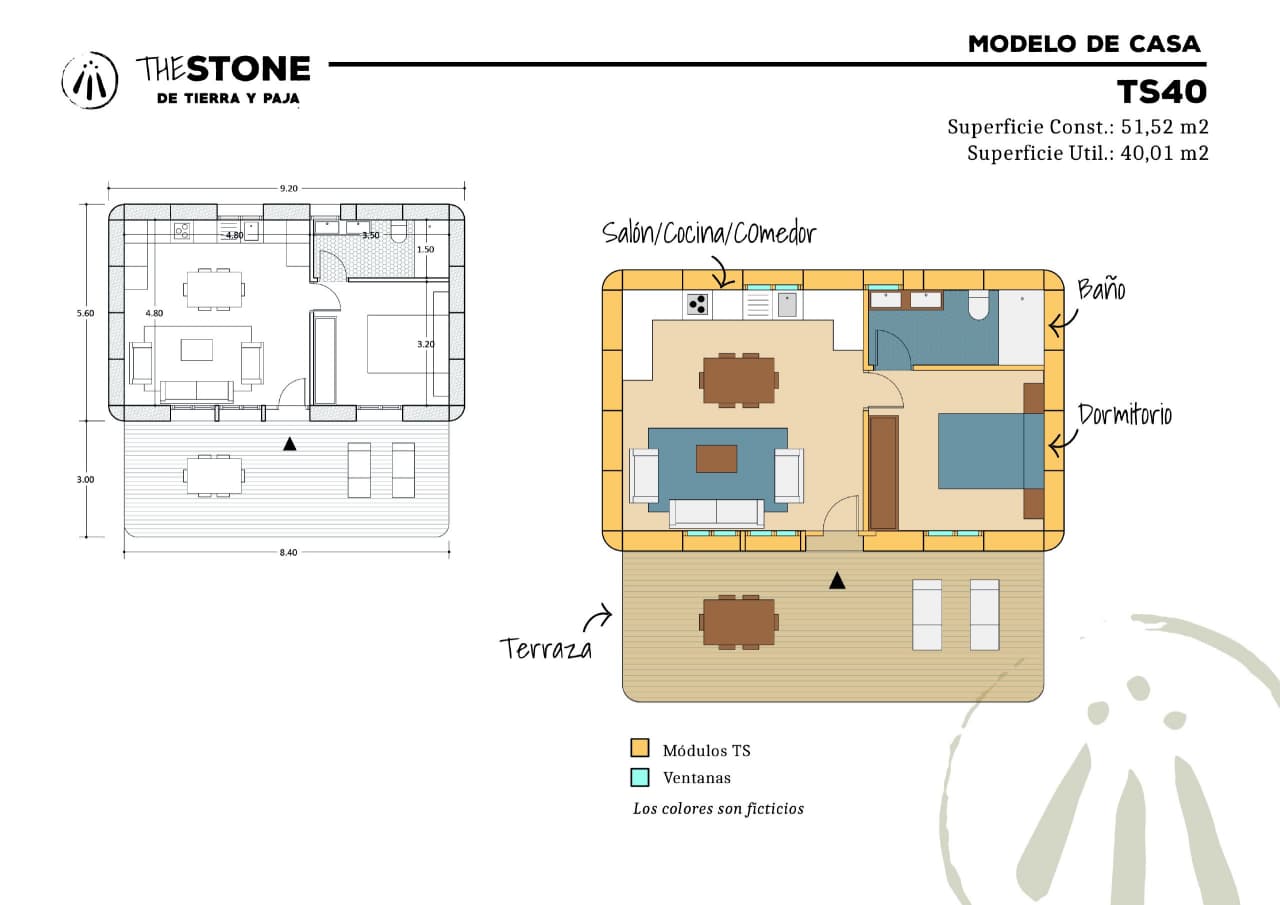 THESTONE
DE TIERRA Y PAJA
MODELO DE CASA
TS40
Superficie Const.: 51,52 m2
Superficie Util.: 40,01 m2
9.20
4.80
3.50
1.50
5.60
4.80
3.20
3.00
8.40
Salón/Cocina/COmedor
Baño
Dormitorio
Terraza
Módulos TS
Ventanas
Los colores son ficticios